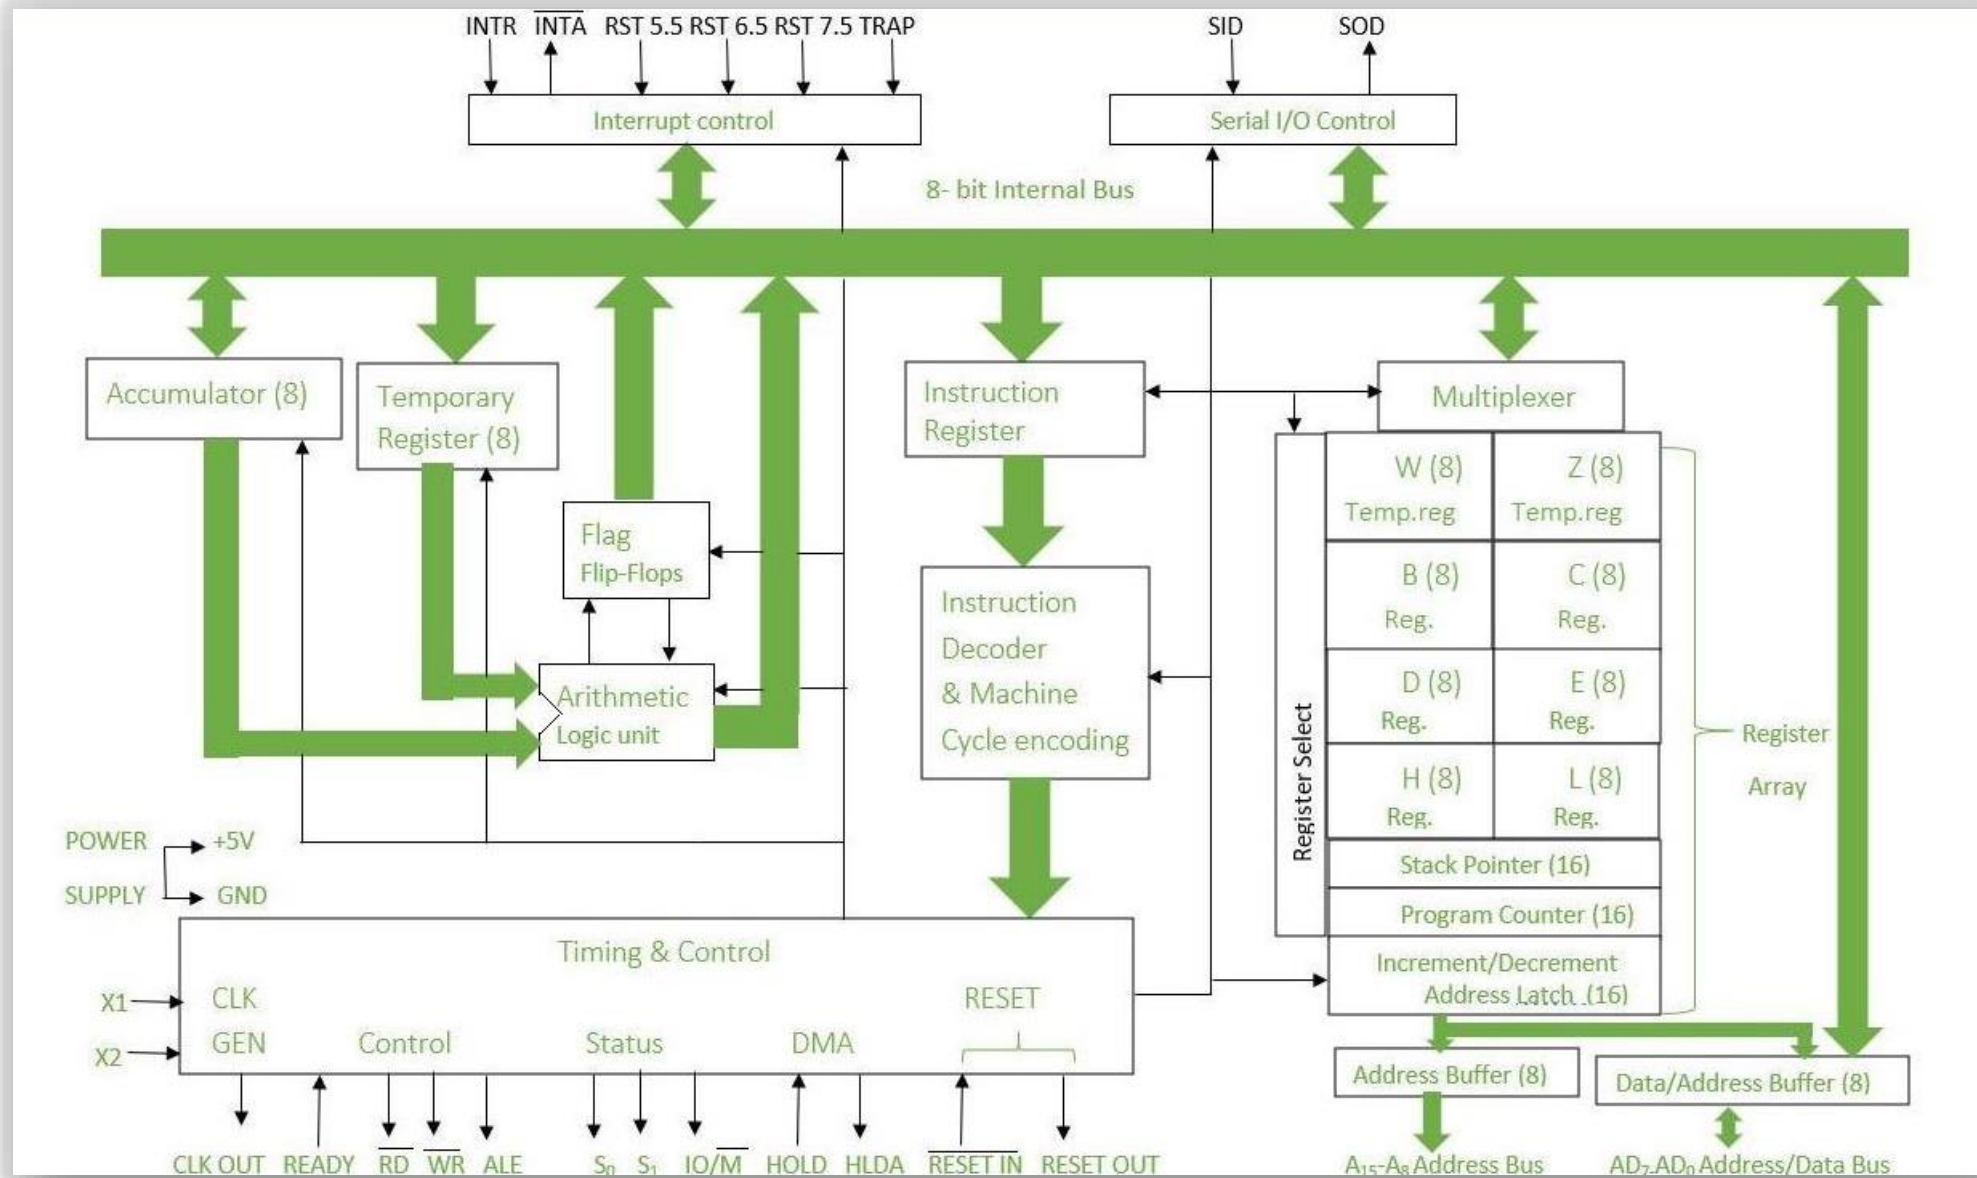 INTR INTA RST 5.5 RST 6.5 RST 7.5 TRAP
SID SOD
Interrupt control
Serial I/O Control
8- bit Internal Bus
Accumulator (8)
Temporary
Register (8)
Flag
Flip-Flops
Arithmetic
Logic unit
Instruction
Register
Instruction
Decoder
& Machine
Cycle encoding
Multiplexer
Register Select
W (8)
Temp.reg
Z (8)
Temp.reg
B (8)
Reg.
C (8)
Reg.
D (8)
Reg.
E (8)
Reg.
H (8)
Reg.
L (8)
Reg.
Stack Pointer (16)
Program Counter (16)
Increment/Decrement
Address Latch (16)
Register
Array
POWER +5V
SUPPLY GND
Timing & Control
X1 CLK
X2 GEN
Control
Status
DMA
RESET
CLK OUT READY RD WR ALE S₀ S₁ IO/M HOLD HLDA RESET IN RESET OUT
Address Buffer (8)
Data/Address Buffer (8)
A₁₅-A₈ Address Bus
AD₇-AD₀ Address/Data Bus